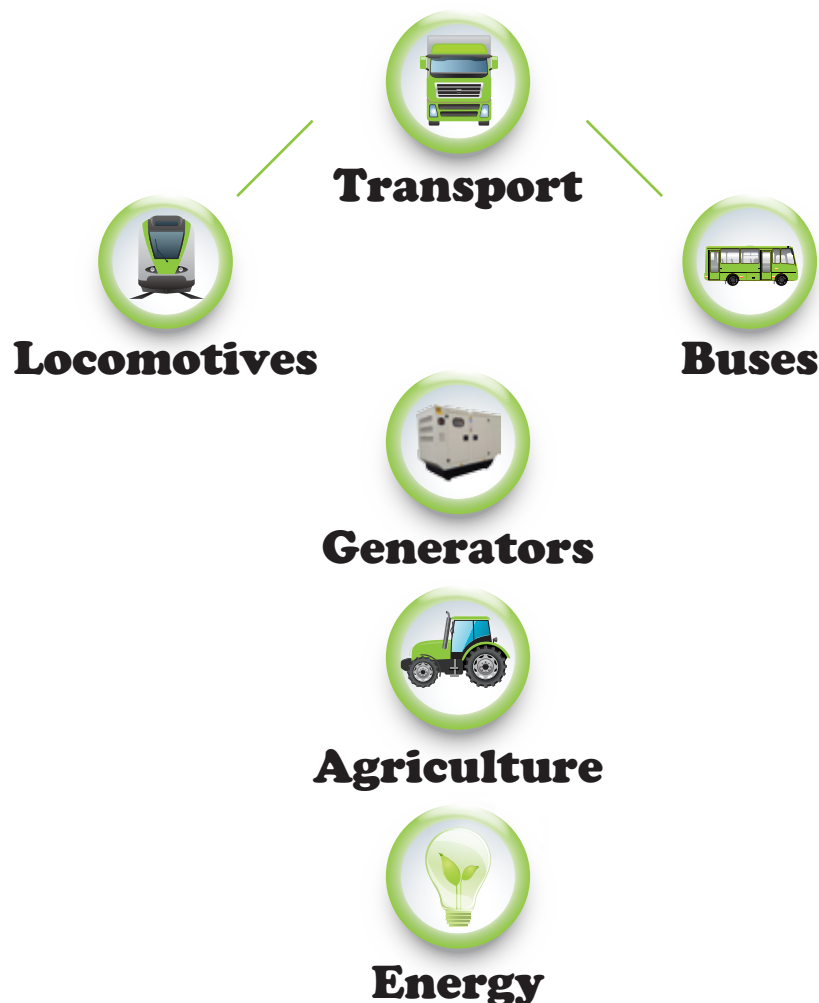 Transport
Locomotives
Buses
Generators
Agriculture
Energy